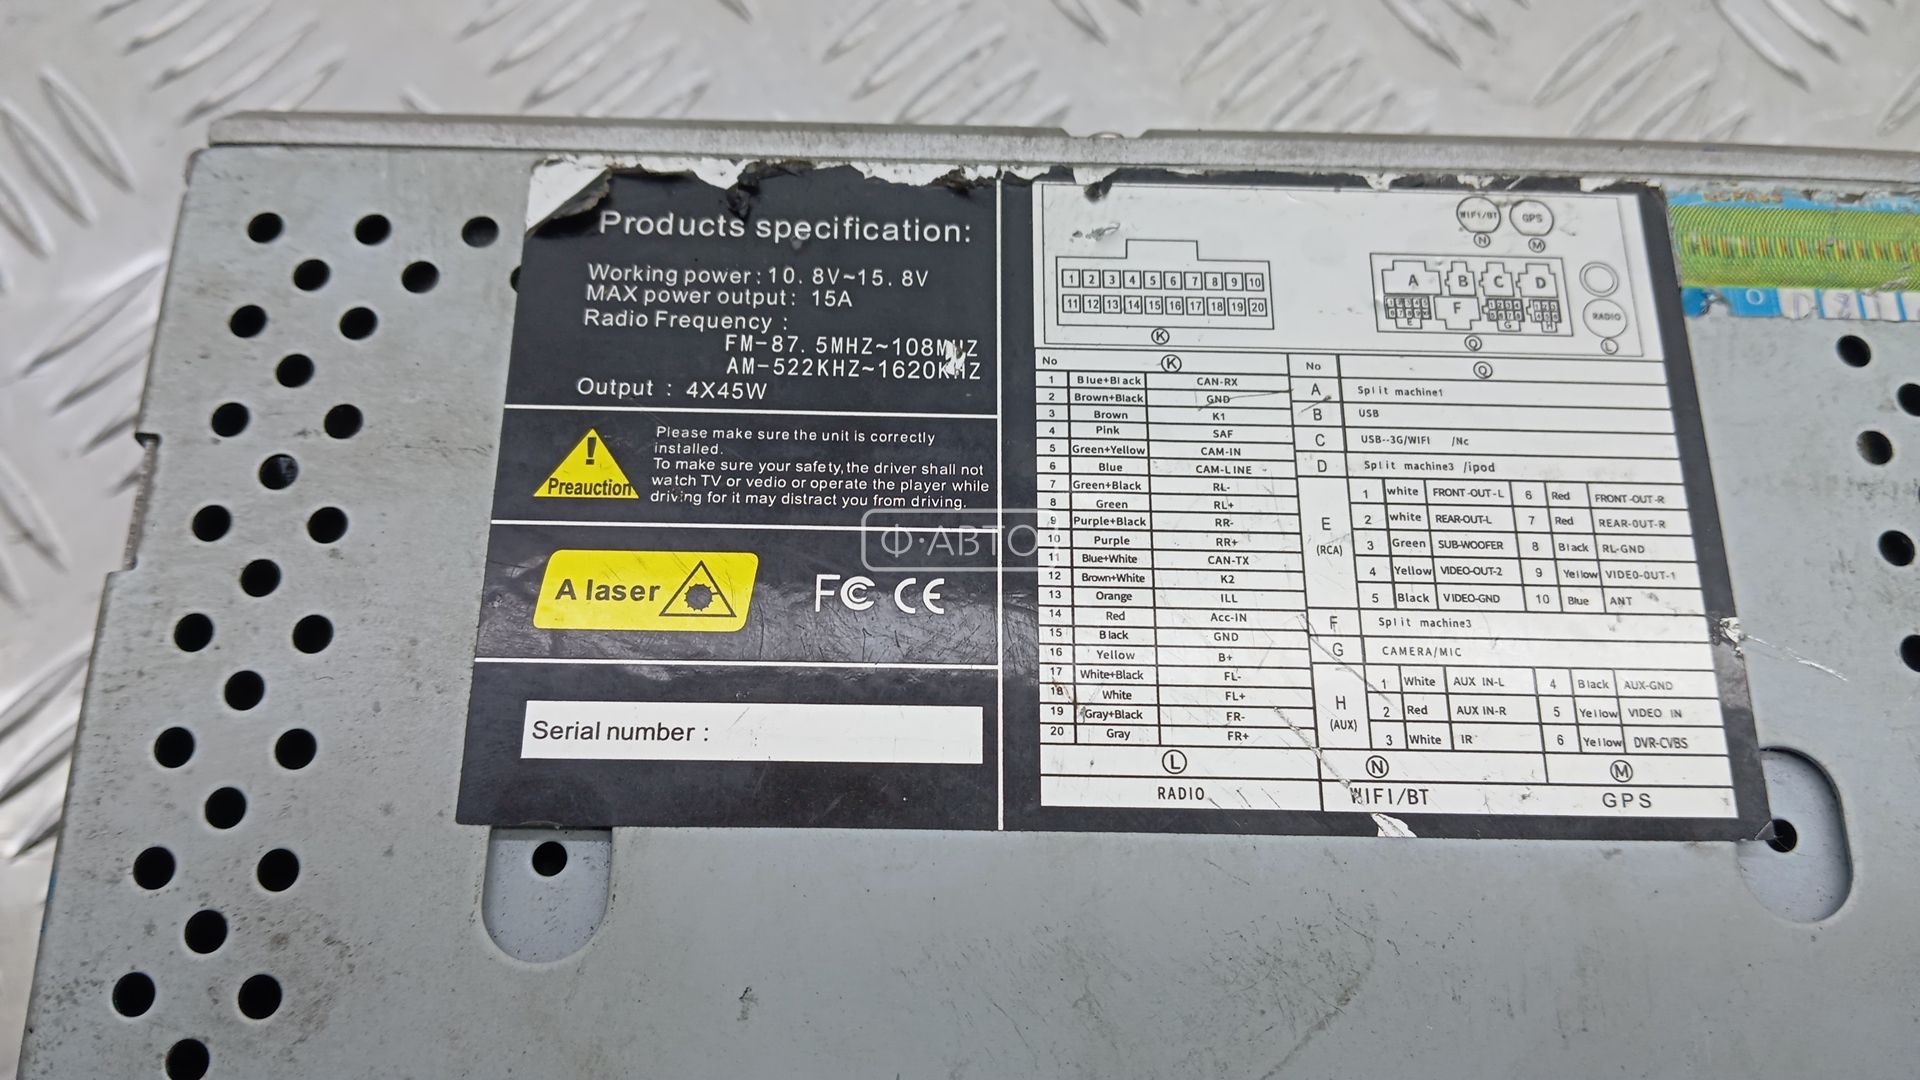 Products specification:
Working power: 10. 8V~15. 8V
MAX power output: 15A
Radio Frequency :
FM-87. 5MHZ~108MHZ
AM-522KHZ~1620KHZ
Output : 4X45W
Preauction
Please make sure the unit is correctly
installed.
To make sure your safety,the driver shall not
watch TV or vedio or operate the player while
driving for it may distract you from driving.
A laser
FC CE
Serial number :
WIFI/BT GPS
N M
1 2 3 4 5 6 7 8 9 10
11 12 13 14 15 16 17 18 19 20
K
A B C D
F
E G H
Q
RADIO
L
No K
1 Blue+Black CAN-RX
2 Brown+Black GND
3 Brown K1
4 Pink SAF
5 Green+Yellow CAM-IN
6 Blue CAM-LINE
7 Green+Black RL-
8 Green RL+
9 Purple+Black RR-
10 Purple RR+
11 Blue+White CAN-TX
12 Brown+White K2
13 Orange ILL
14 Red Acc-IN
15 Black GND
16 Yellow B+
17 White+Black FL-
18 White FL+
19 Gray+Black FR-
20 Gray FR+
No Q
A Split machine1
B USB
C USB--3G/WIFI /Nc
D Split machine3 /ipod
E
(RCA)
1 white FRONT-OUT-L 6 Red FRONT-OUT-R
2 white REAR-OUT-L 7 Red REAR-OUT-R
3 Green SUB-WOOFER 8 Black RL-GND
4 Yellow VIDEO-OUT-2 9 Yellow VIDEO-OUT-1
5 Black VIDEO-GND 10 Blue ANT
F Split machine3
G CAMERA/MIC
H
(AUX)
1 White AUX IN-L 4 Black AUX-GND
2 Red AUX IN-R 5 Yellow VIDEO IN
3 White IR 6 Yellow DVR-CVBS
L N M
RADIO WIFI/BT GPS
Ф·АВТО